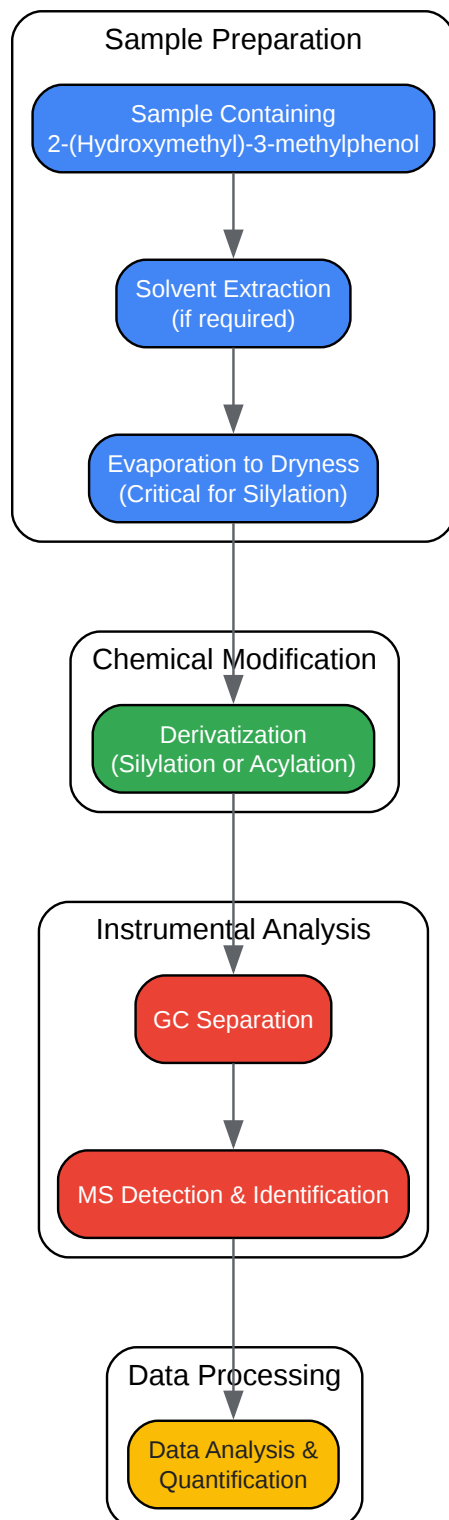 Sample Preparation
Sample Containing
2-(Hydroxymethyl)-3-methylphenol
Solvent Extraction
(if required)
Evaporation to Dryness
(Critical for Silylation)
Chemical Modification
Derivatization
(Silylation or Acylation)
Instrumental Analysis
GC Separation
MS Detection & Identification
Data Processing
Data Analysis &
Quantification